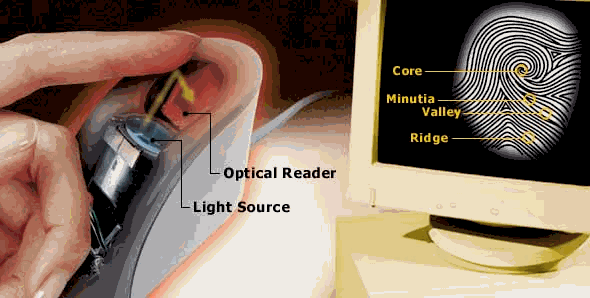 Core
Minutia
Valley
Ridge
Optical Reader
Light Source